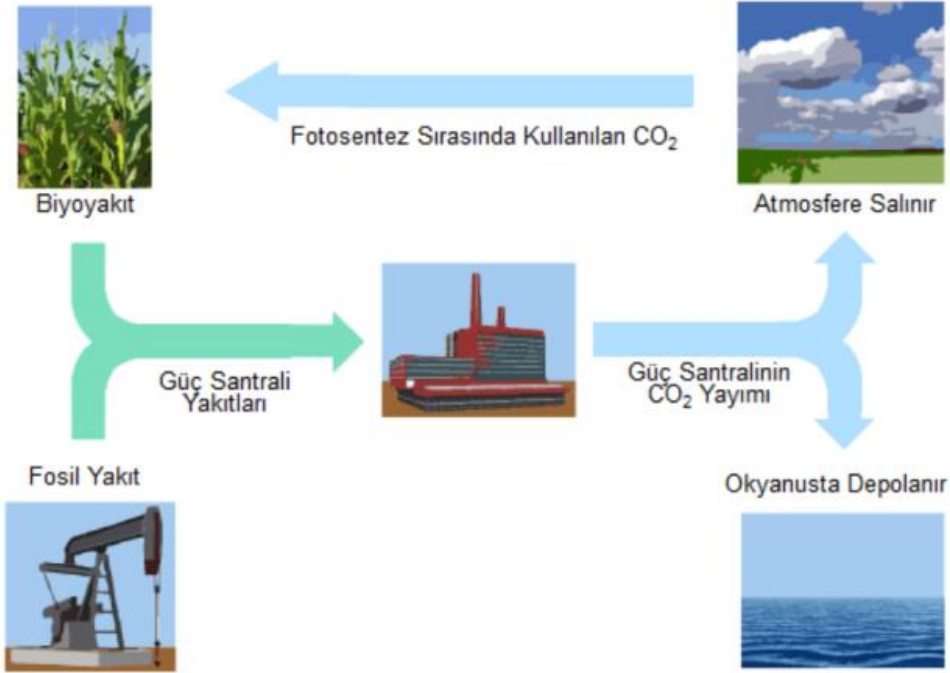 Fotosentez Sırasında Kullanılan CO₂
Biyoyakıt
Atmosfere Salınır
Güç Santrali
Yakıtları
Güç Santralinin
CO₂ Yayımı
Fosil Yakıt
Okyanusta Depolanır